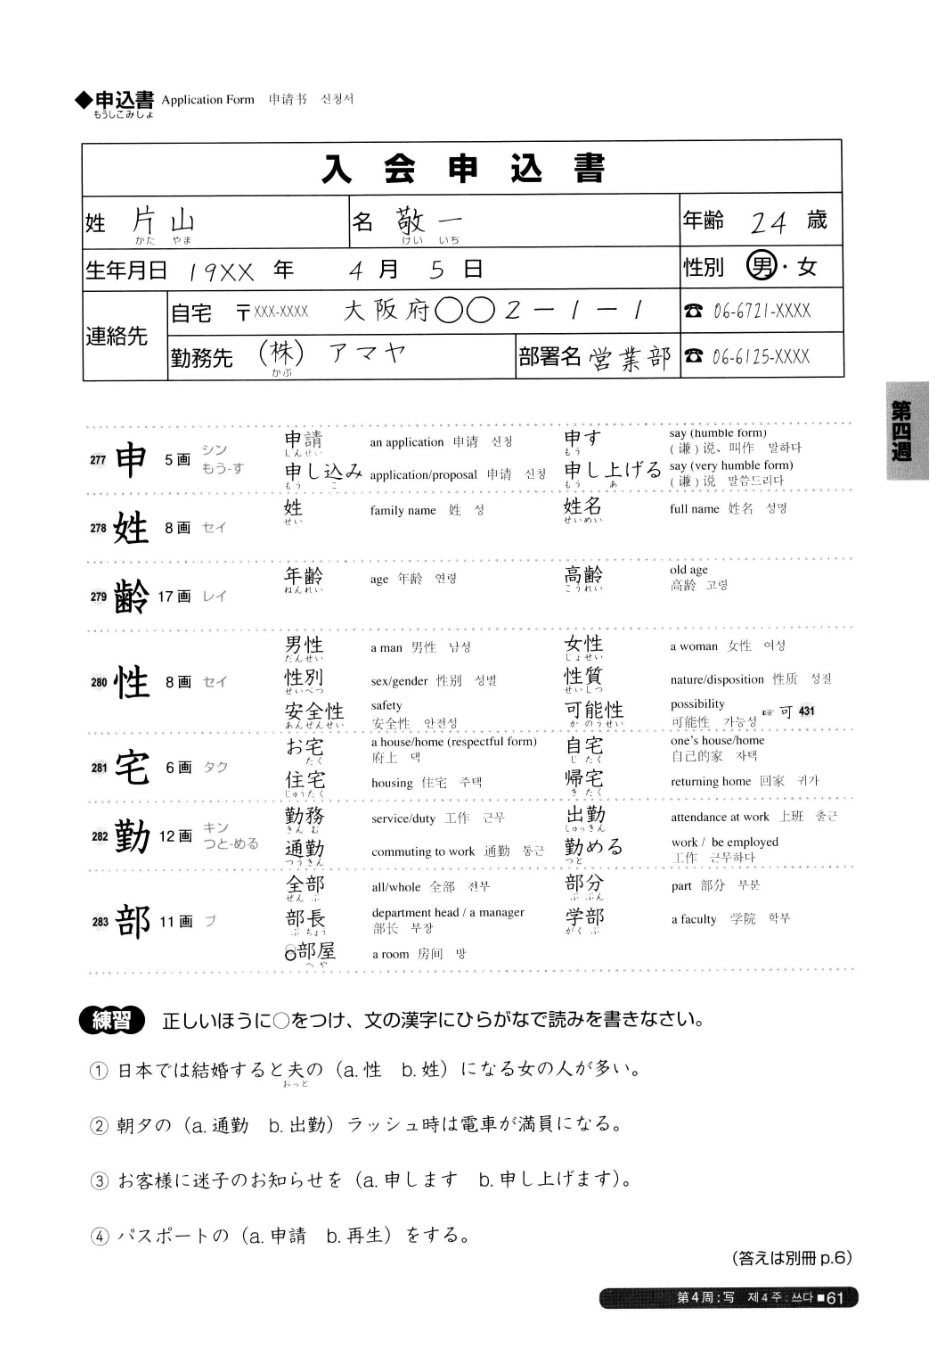 ◆申込書 Application Form 申请书 신청서
もうしこみしょ
入会申込書
姓 片山 名 敬一 年齢 24 歳
かた やま けい いち
生年月日 19XX 年 4 月 5 日 性別 男・女
連絡先 自宅 〒XXX-XXXX 大阪府○○2-1-1 ☎ 06-6721-XXXX
勤務先 (株) アマヤ 部署名 営業部 ☎ 06-6125-XXXX
かぶ
第四週
277 申 5画 シン もう-す
申請 an application 申请 신청 申す say (humble form) (谦)说、叫作 말하다
しんせい もう
申し込み application/proposal 申请 신청 申し上げる say (very humble form) (谦)说 말씀드리다
もう こ もう あ
278 姓 8画 セイ
姓 family name 姓 성 姓名 full name 姓名 성명
せい せいめい
279 齢 17画 レイ
年齢 age 年龄 연령 高齢 old age 高龄 고령
ねんれい こうれい
280 性 8画 セイ
男性 a man 男性 남성 女性 a woman 女性 여성
だんせい じょせい
性別 sex/gender 性别 성별 性質 nature/disposition 性质 성질
せいべつ せいしつ
安全性 safety 安全性 안전성 可能性 possibility 可能性 가능성 ☞可 431
あんぜんせい かのうせい
281 宅 6画 タク
お宅 a house/home (respectful form) 府上 댁 自宅 one's house/home 自己的家 자택
たく じたく
住宅 housing 住宅 주택 帰宅 returning home 回家 귀가
じゅうたく きたく
282 勤 12画 キン つと-める
勤務 service/duty 工作 근무 出勤 attendance at work 上班 출근
きんむ しゅっきん
通勤 commuting to work 通勤 통근 勤める work / be employed 工作 근무하다
つうきん つと
283 部 11画 ブ
全部 all/whole 全部 전부 部分 part 部分 부분
ぜんぶ ぶぶん
部長 department head / a manager 部长 부장 学部 a faculty 学院 학부
ぶちょう がくぶ
○部屋 a room 房间 방
へや
練習 正しいほうに○をつけ、文の漢字にひらがなで読みを書きなさい。
① 日本では結婚すると夫の(a.性 b.姓)になる女の人が多い。
おっと
② 朝夕の(a.通勤 b.出勤)ラッシュ時は電車が満員になる。
③ お客様に迷子のお知らせを(a.申します b.申し上げます)。
④ パスポートの(a.申請 b.再生)をする。
(答えは別冊p.6)
第4周:写 제4주:쓰다 ■61